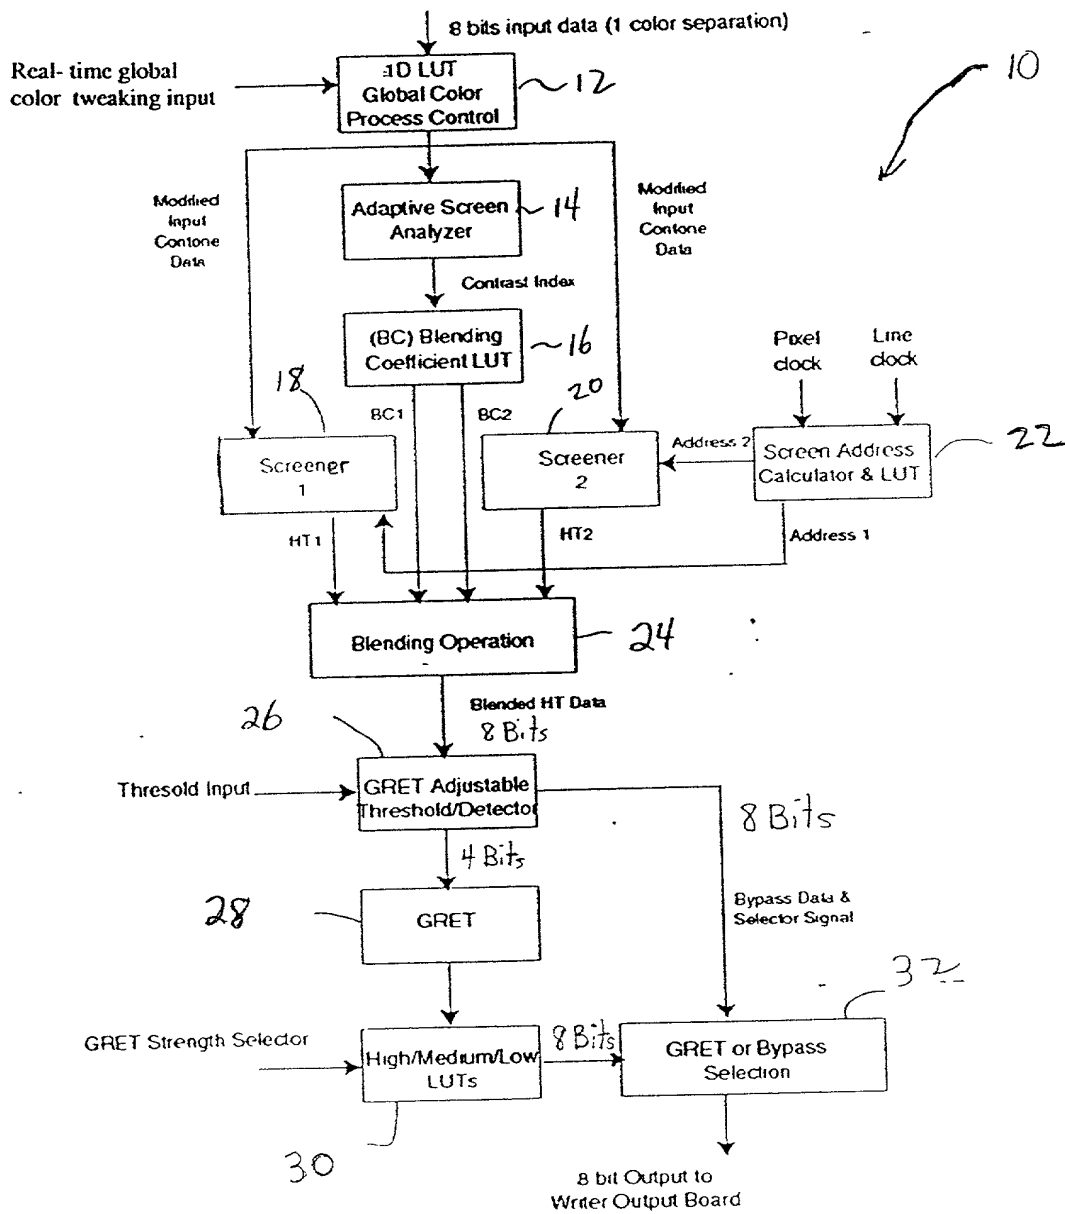 8 bits input data (1 color separation)
Real- time global
color tweaking input
1D LUT
Global Color
Process Control
12
10
Modified
Input
Contone
Data
Adaptive Screen
Analyzer
14
Modified
Input
Contone
Data
Contrast Index
(BC) Blending
Coefficient LUT
16
Pixel
clock
Line
clock
18
BC1
BC2
20
Screener
1
Screener
2
Address 2
Screen Address
Calculator & LUT
22
HT1
HT2
Address 1
Blending Operation
24
Blended HT Data
8 Bits
26
Thresold Input
GRET Adjustable
Threshold/Detector
8 Bits
4 Bits
28
GRET
Bypass Data &
Selector Signal
32
GRET Strength Selector
High/Medium/Low
LUTs
8 Bits
GRET or Bypass
Selection
30
8 bit Output to
Writer Output Board